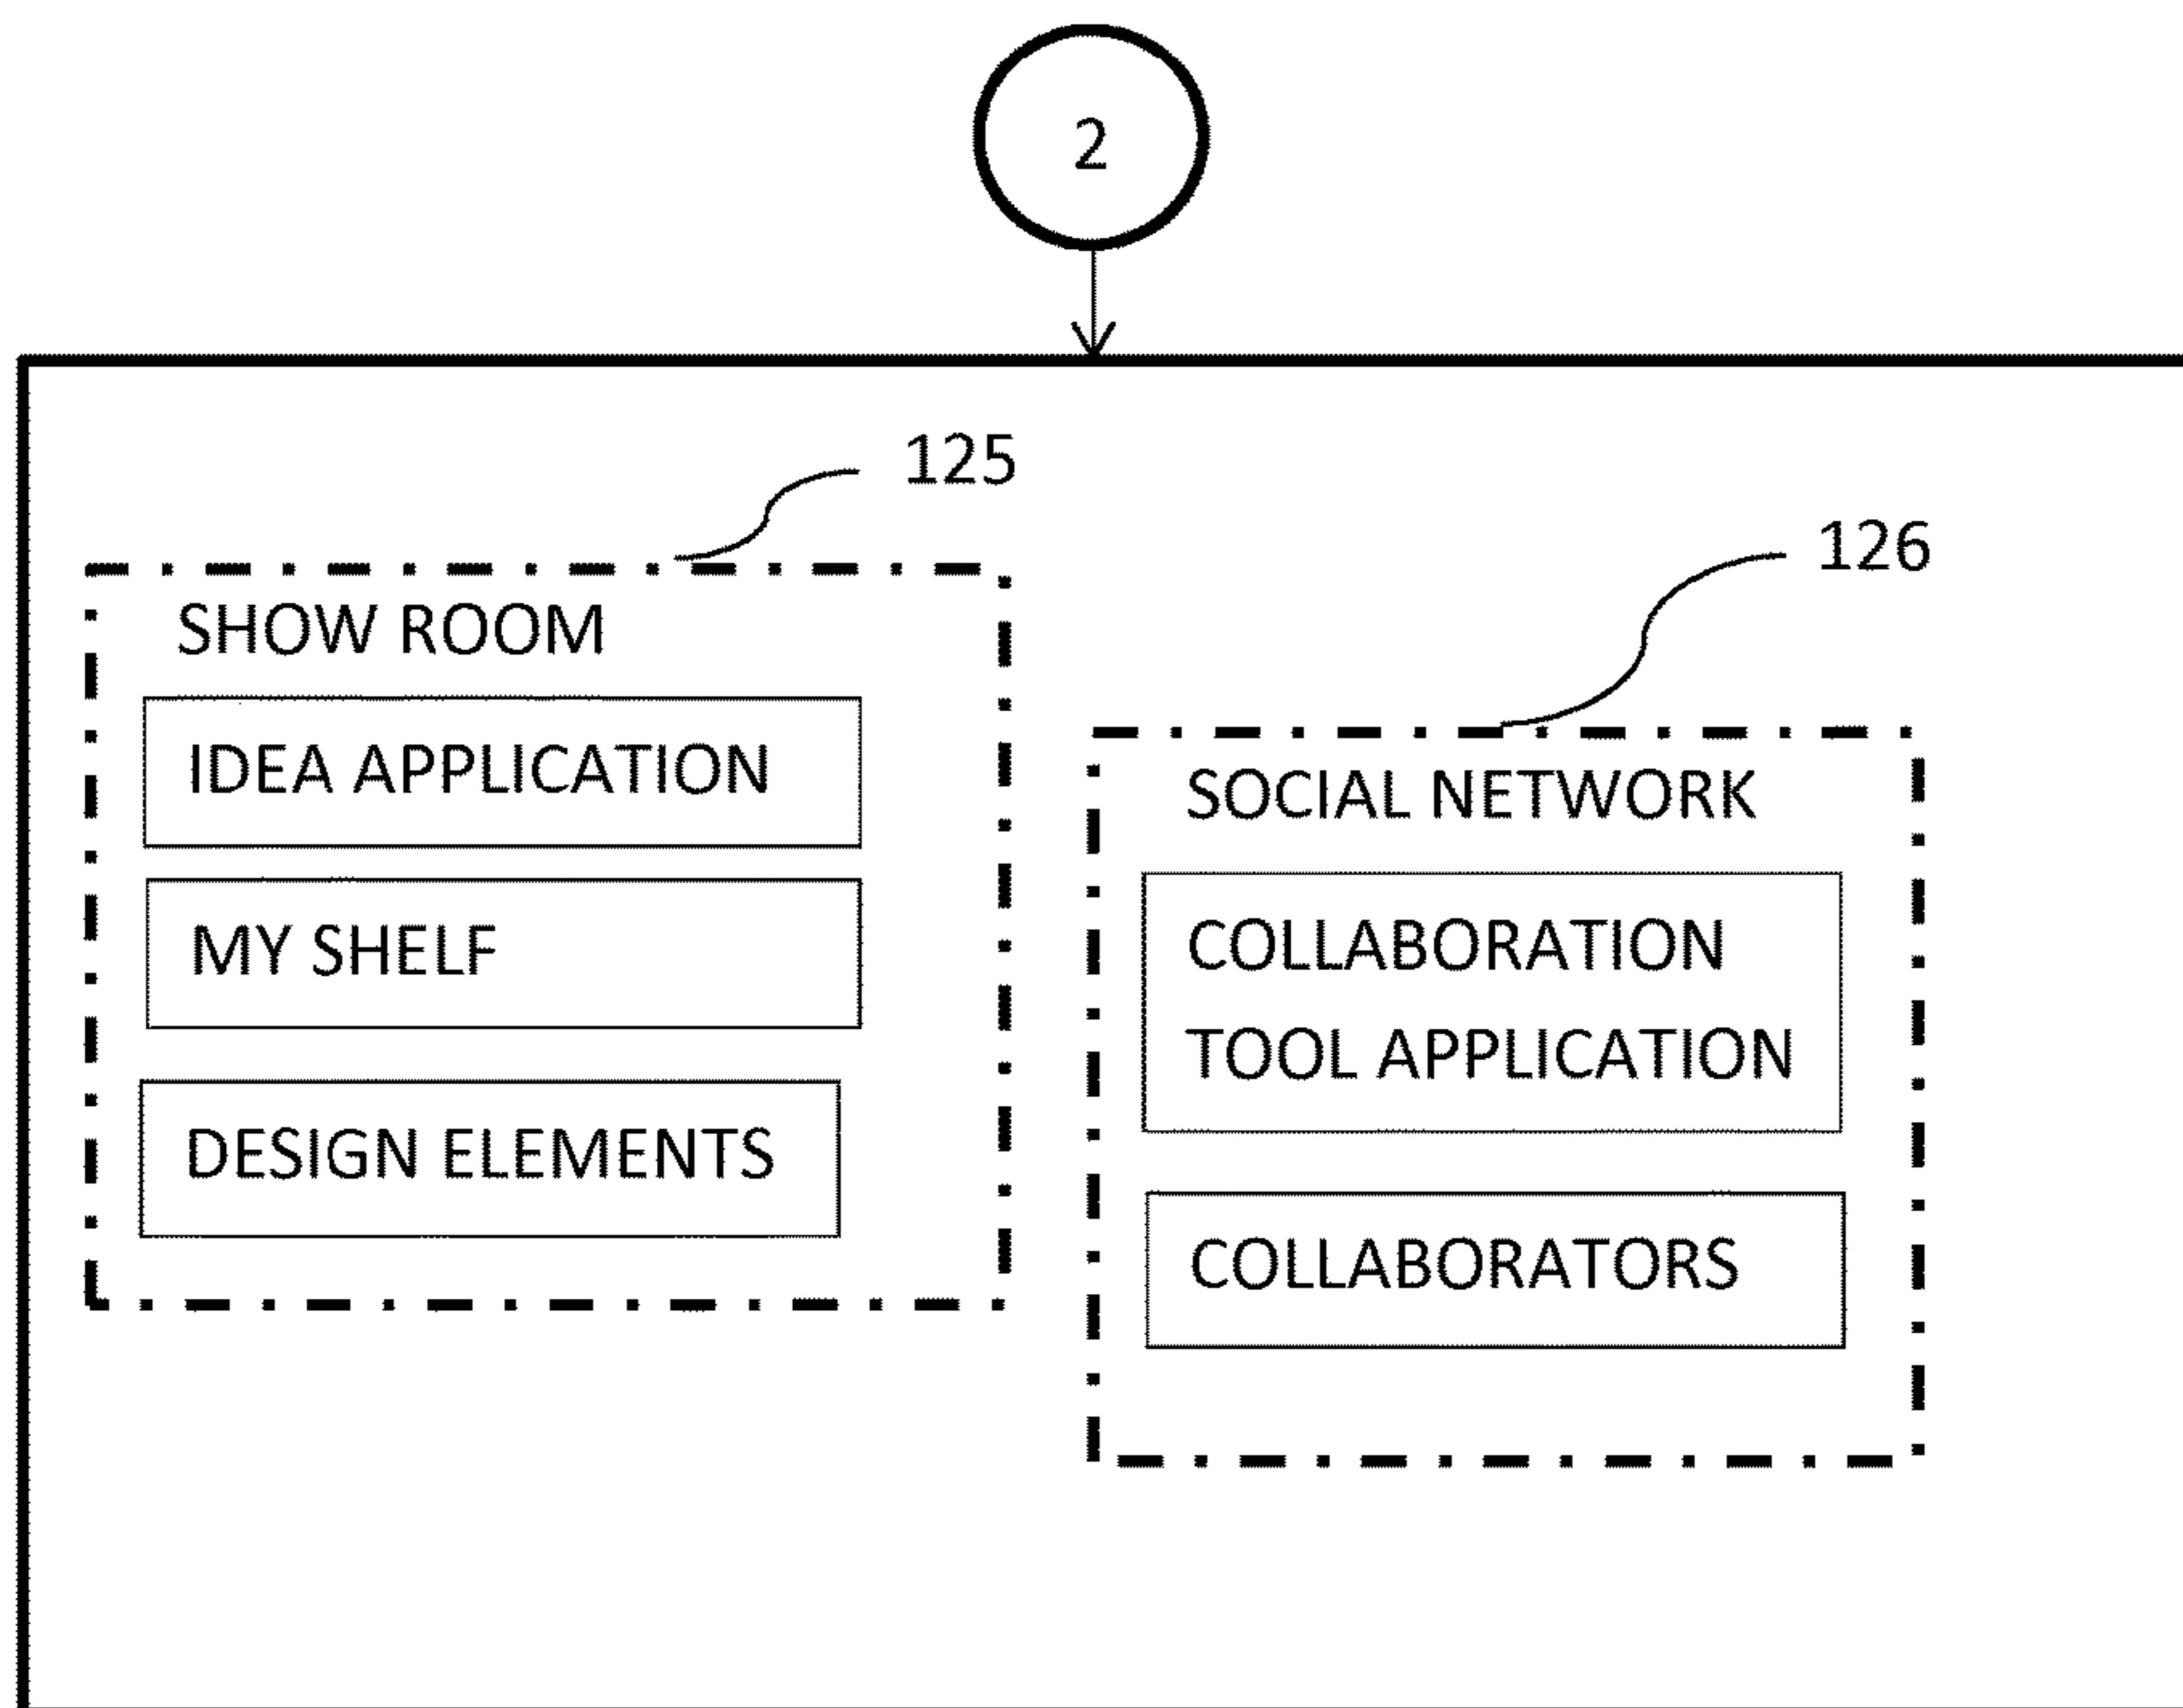 2
125
SHOW ROOM
IDEA APPLICATION
MY SHELF
DESIGN ELEMENTS
126
SOCIAL NETWORK
COLLABORATION
TOOL APPLICATION
COLLABORATORS